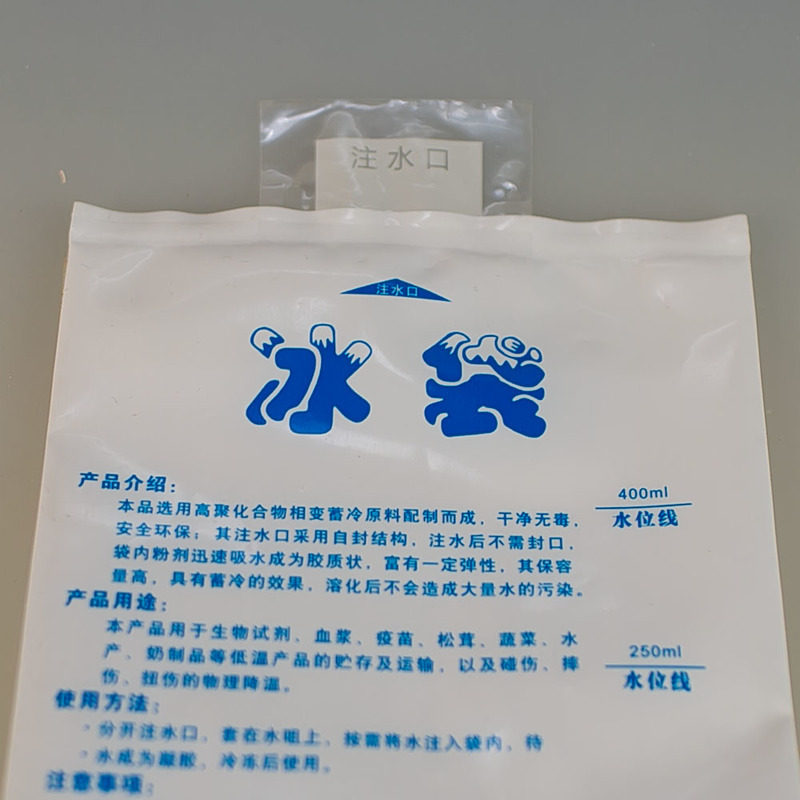 注水口
注水口
冰袋
产品介绍：
本品选用高聚化合物相变蓄冷原料配制而成，干净无毒，
安全环保；其注水口采用自封结构，注水后不需封口，
袋内粉剂迅速吸水成为胶质状，富有一定弹性，其保容
量高，具有蓄冷的效果，溶化后不会造成大量水的污染。
400ml
水位线
产品用途：
本产品用于生物试剂、血浆、疫苗、松茸、蔬菜、水
产、奶制品等低温产品的贮存及运输，以及碰伤、摔
伤、扭伤的物理降温。
250ml
水位线
使用方法：
·分开注水口，套在水咀上，按需将水注入袋内，待
·水成为凝胶，冷冻后使用。
注意事项：